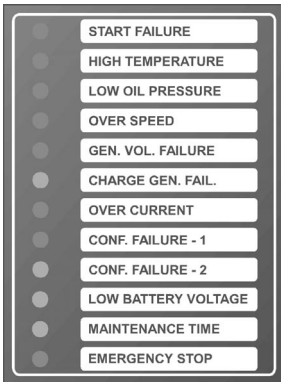 START FAILURE
HIGH TEMPERATURE
LOW OIL PRESSURE
OVER SPEED
GEN. VOL. FAILURE
CHARGE GEN. FAIL.
OVER CURRENT
CONF. FAILURE - 1
CONF. FAILURE - 2
LOW BATTERY VOLTAGE
MAINTENANCE TIME
EMERGENCY STOP